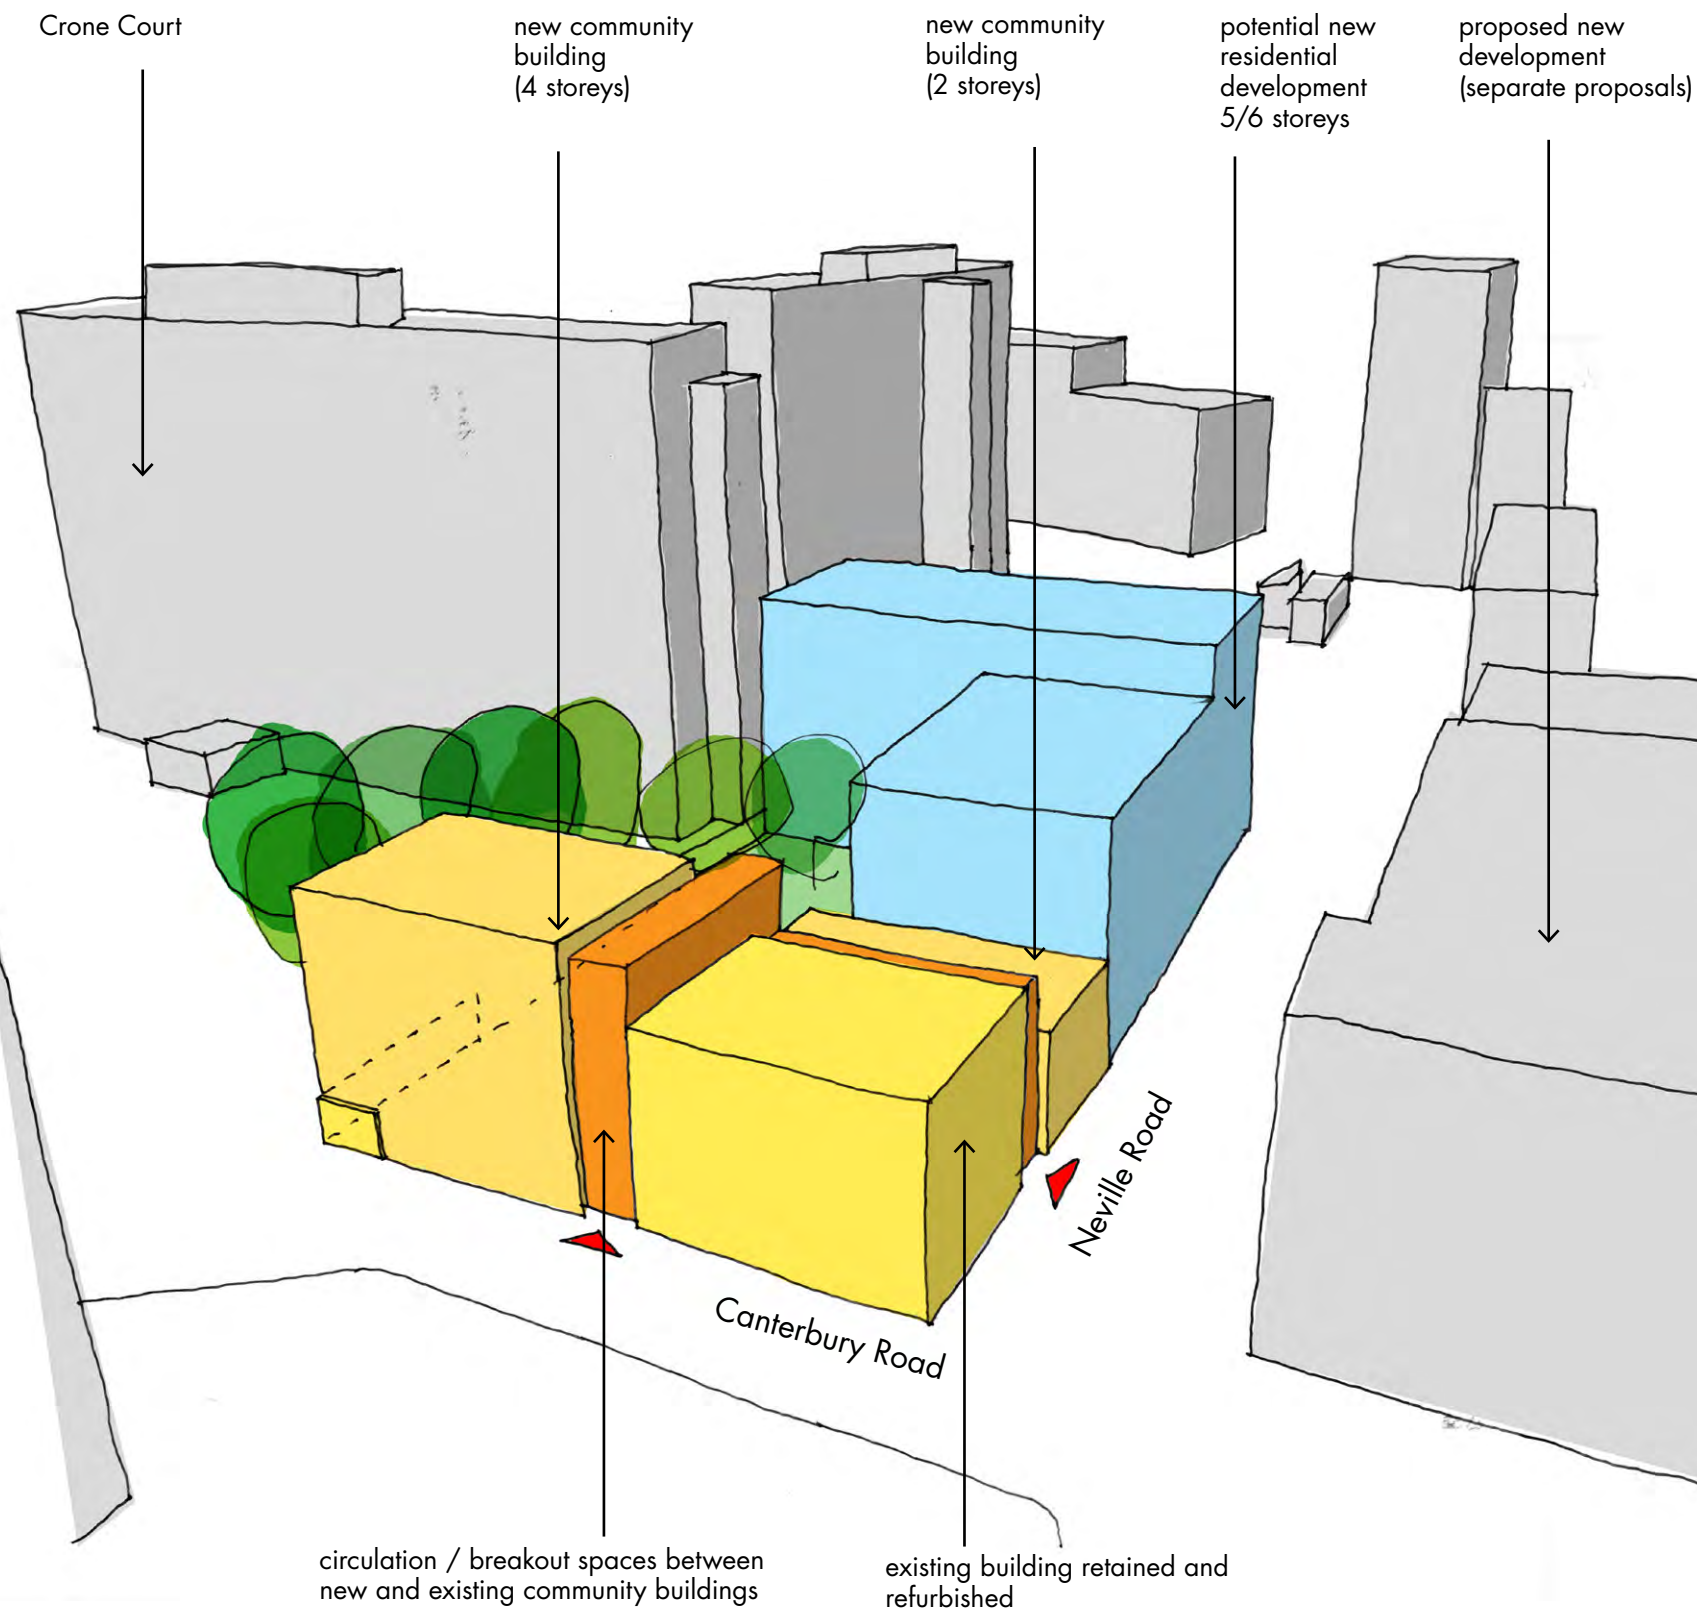 Crone Court
new community
building
(4 storeys)
new community
building
(2 storeys)
potential new
residential
development
5/6 storeys
proposed new
development
(separate proposals)
Neville Road
Canterbury Road
circulation / breakout spaces between
new and existing community buildings
existing building retained and
refurbished